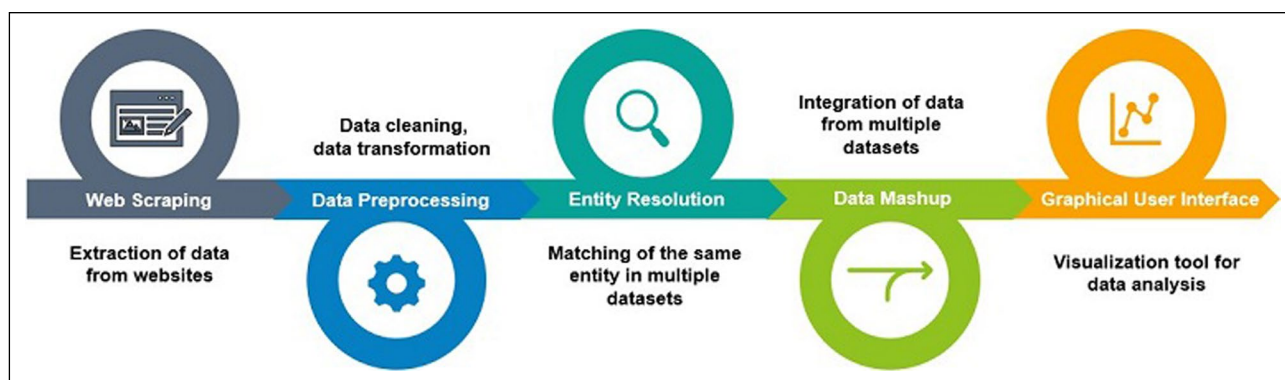 Web Scraping
Extraction of data
from websites
Data cleaning,
data transformation
Data Preprocessing
Entity Resolution
Matching of the same
entity in multiple
datasets
Integration of data
from multiple
datasets
Data Mashup
Graphical User Interface
Visualization tool for
data analysis